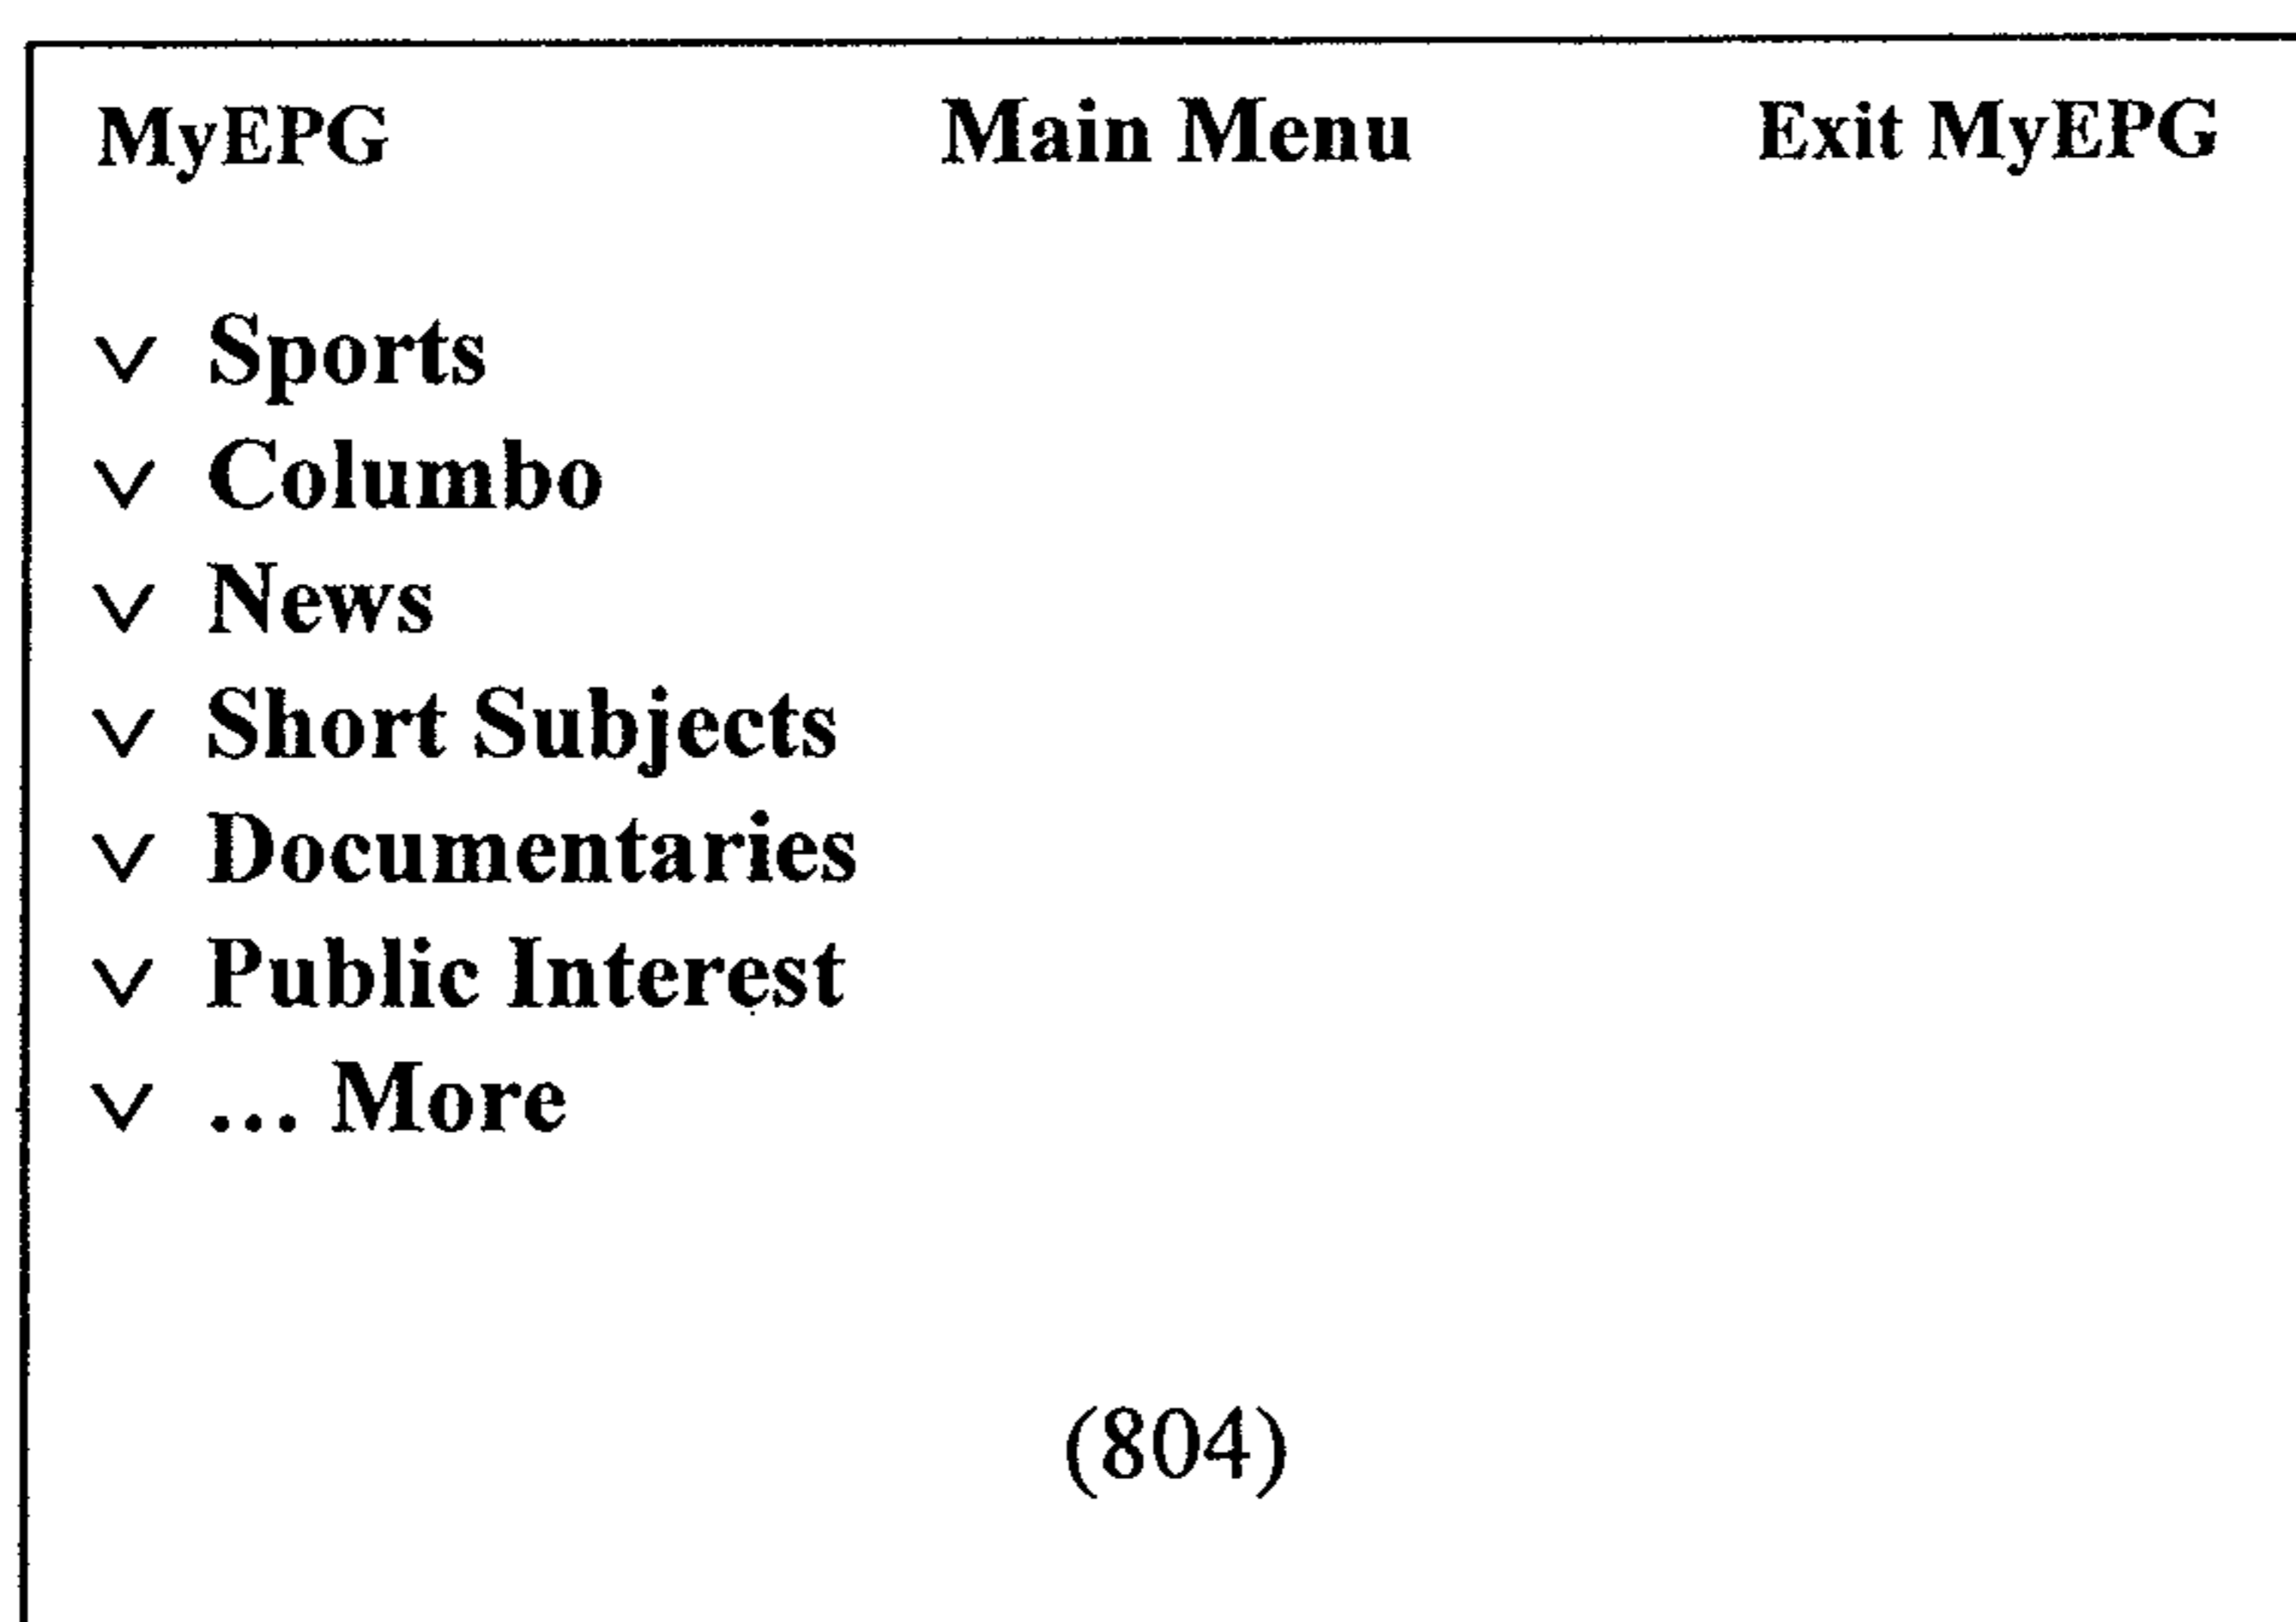 MyEPG Main Menu Exit MyEPG
∨ Sports
∨ Columbo
∨ News
∨ Short Subjects
∨ Documentaries
∨ Public Interest
∨ ... More
(804)